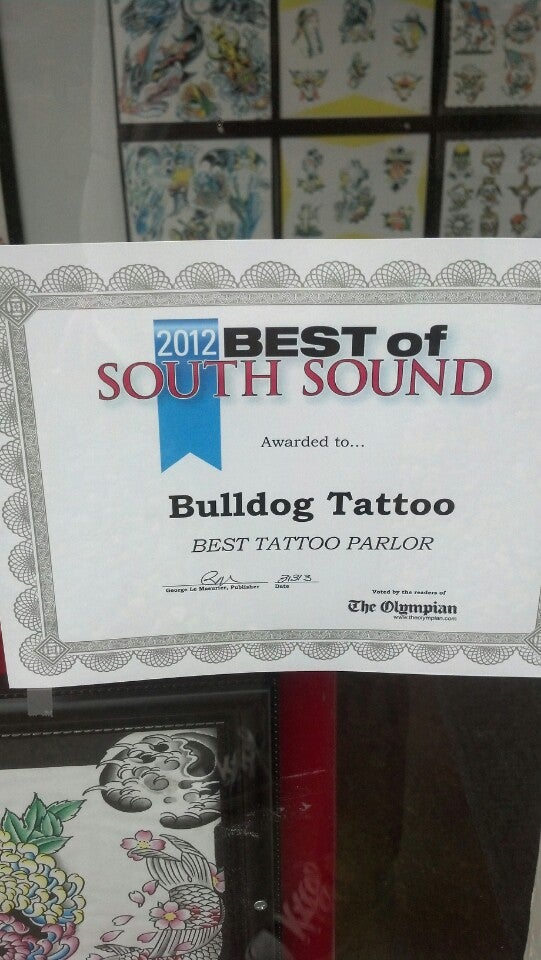 2012 BEST of
SOUTH SOUND
Awarded to...
Bulldog Tattoo
BEST TATTOO PARLOR
George Le Masurier, Publisher Date
Voted by the readers of
The Olympian
www.theolympian.com